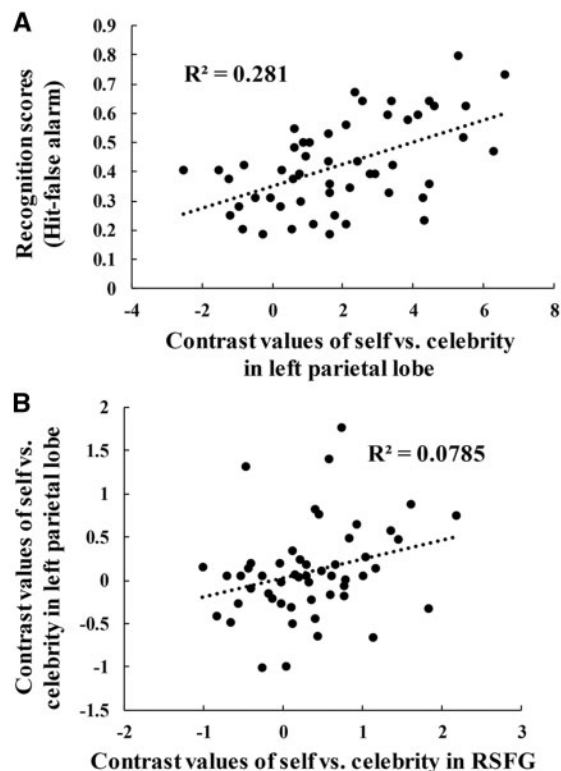 A
R² = 0.281
Recognition scores
(Hit-false alarm)
0.9
0.8
0.7
0.6
0.5
0.4
0.3
0.2
0.1
0
-4 -2 0 2 4 6 8
Contrast values of self vs. celebrity
in left parietal lobe
B
R² = 0.0785
Contrast values of self vs.
celebrity in left parietal lobe
2
1.5
1
0.5
0
-0.5
-1
-1.5
-2 -1 0 1 2 3
Contrast values of self vs. celebrity in RSFG